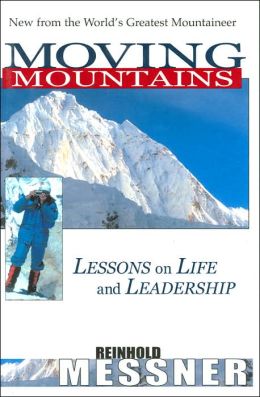 New from the World's Greatest Mountaineer
MOVING
MOUNTAINS
LESSONS on LIFE
and LEADERSHIP
REINHOLD
MESSNER